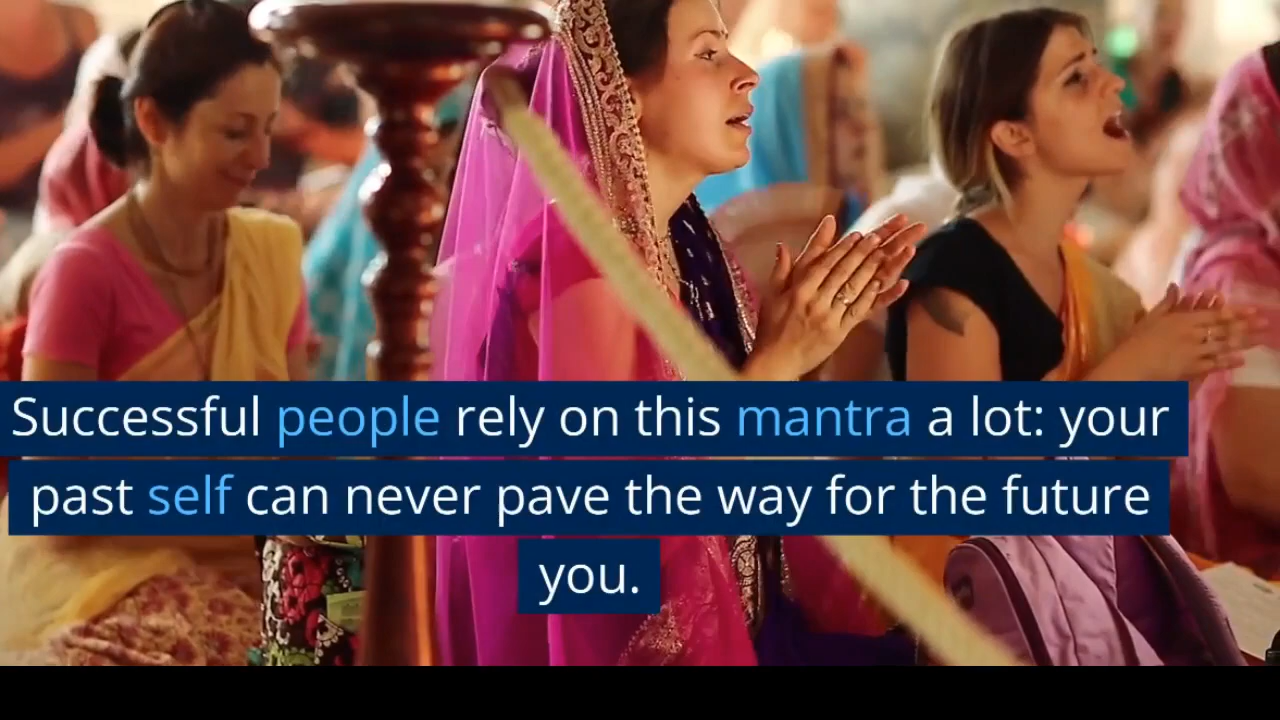 Successful people rely on this mantra a lot: your
past self can never pave the way for the future
you.